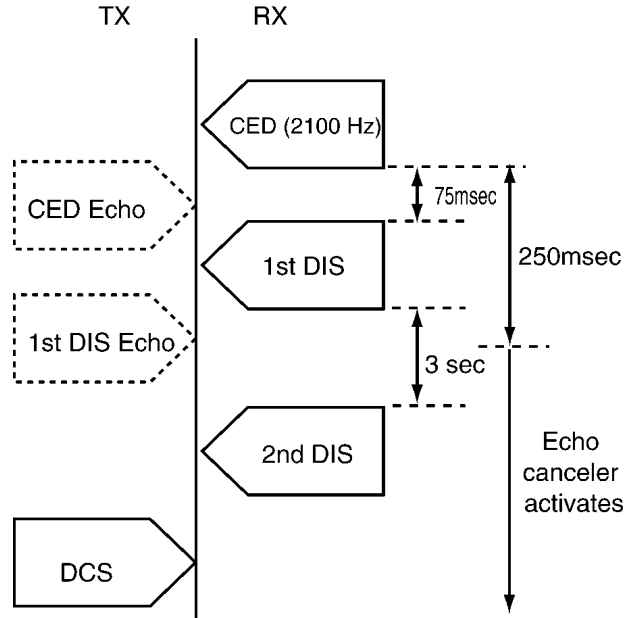 TX RX
CED (2100 Hz)
CED Echo
75msec
1st DIS
250msec
1st DIS Echo
3 sec
2nd DIS
Echo
canceler
activates
DCS